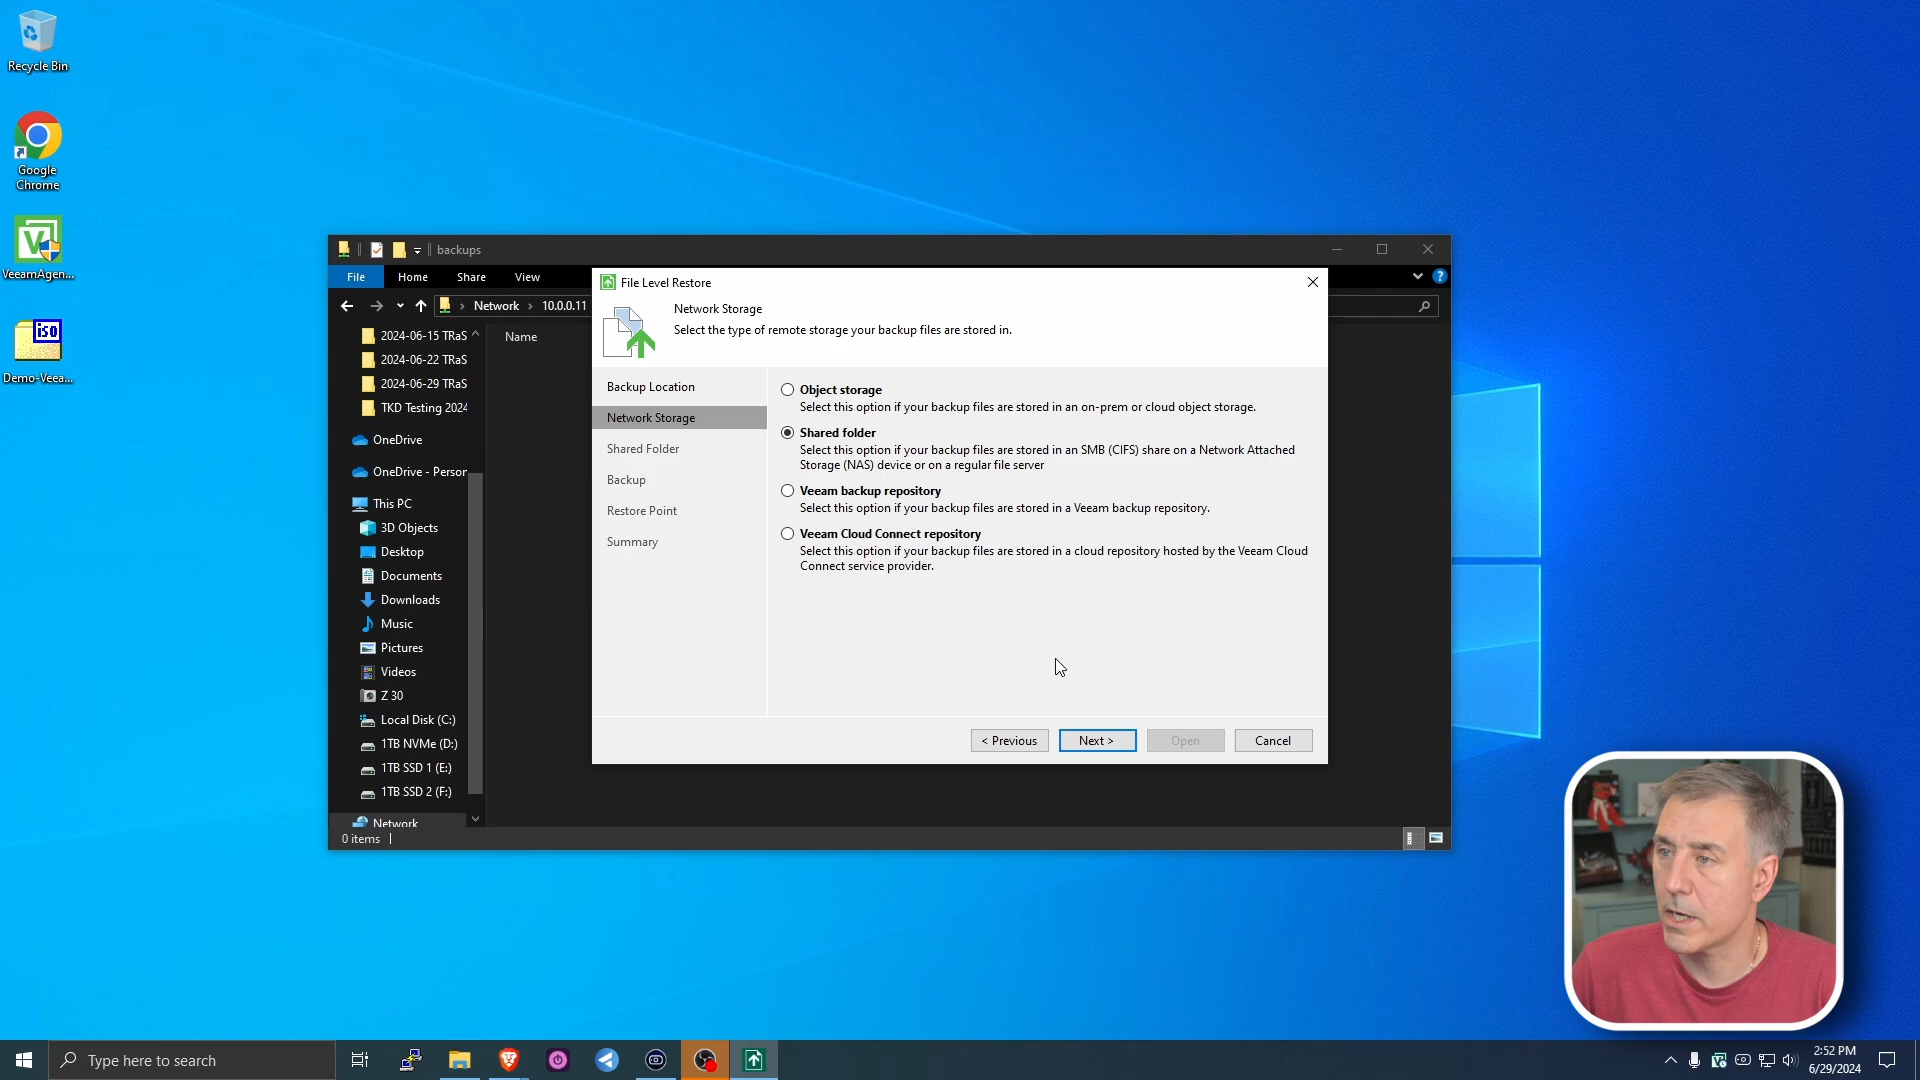 Recycle Bin
Google
Chrome
VeeamAgen...
Demo-Veea...
backups
File
Home
Share
View
Network
10.0.0.11
2024-06-15 TRaS
2024-06-22 TRaS
2024-06-29 TRaS
TKD Testing 2024
OneDrive
OneDrive - Person
This PC
3D Objects
Desktop
Documents
Downloads
Music
Pictures
Videos
Z 30
Local Disk (C:)
1TB NVMe (D:)
1TB SSD 1 (E:)
1TB SSD 2 (F:)
Network
0 items
Name
File Level Restore
Network Storage
Select the type of remote storage your backup files are stored in.
Backup Location
Network Storage
Shared Folder
Backup
Restore Point
Summary
Object storage
Select this option if your backup files are stored in an on-prem or cloud object storage.
Shared folder
Select this option if your backup files are stored in an SMB (CIFS) share on a Network Attached
Storage (NAS) device or on a regular file server
Veeam backup repository
Select this option if your backup files are stored in a Veeam backup repository.
Veeam Cloud Connect repository
Select this option if your backup files are stored in a cloud repository hosted by the Veeam Cloud
Connect service provider.
< Previous
Next >
Open
Cancel
Type here to search
2:52 PM
6/29/2024